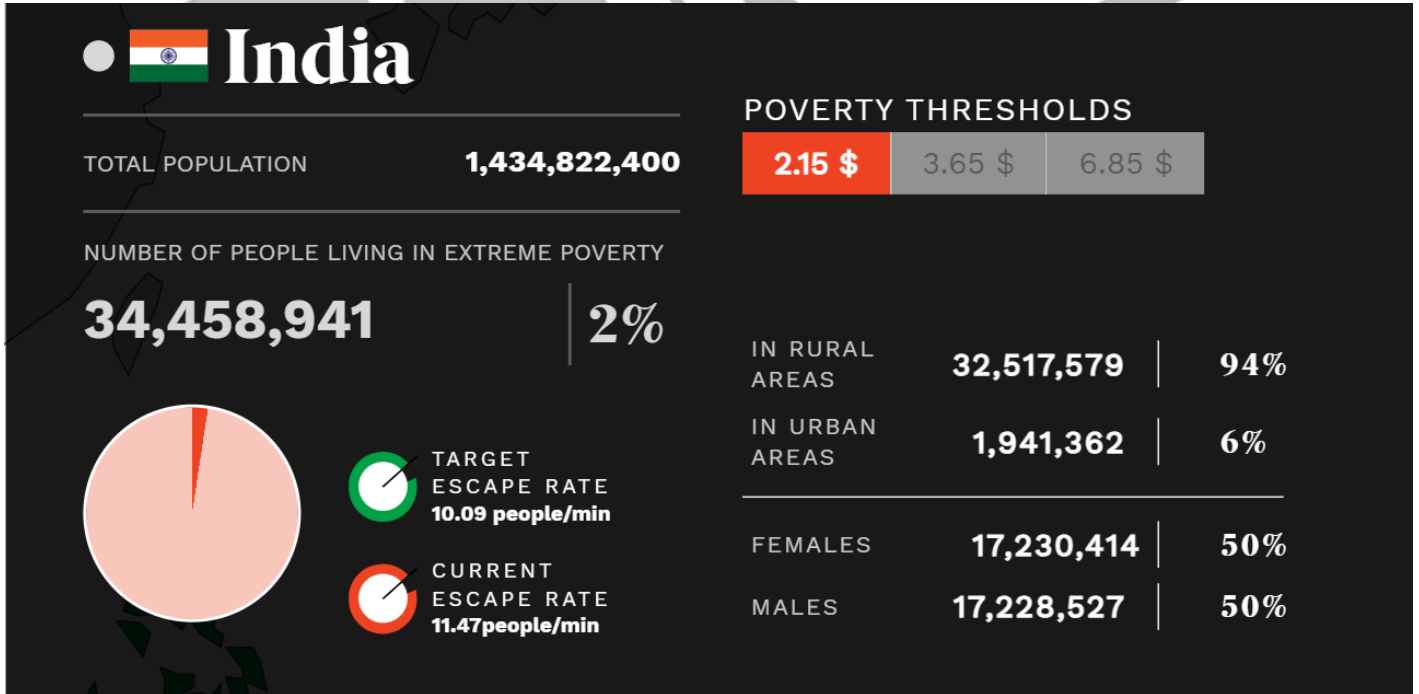 India
TOTAL POPULATION 1,434,822,400
NUMBER OF PEOPLE LIVING IN EXTREME POVERTY
34,458,941 2%
TARGET
ESCAPE RATE
10.09 people/min
CURRENT
ESCAPE RATE
11.47people/min
POVERTY THRESHOLDS
2.15 $ 3.65 $ 6.85 $
IN RURAL
AREAS 32,517,579 94%
IN URBAN
AREAS 1,941,362 6%
FEMALES 17,230,414 50%
MALES 17,228,527 50%